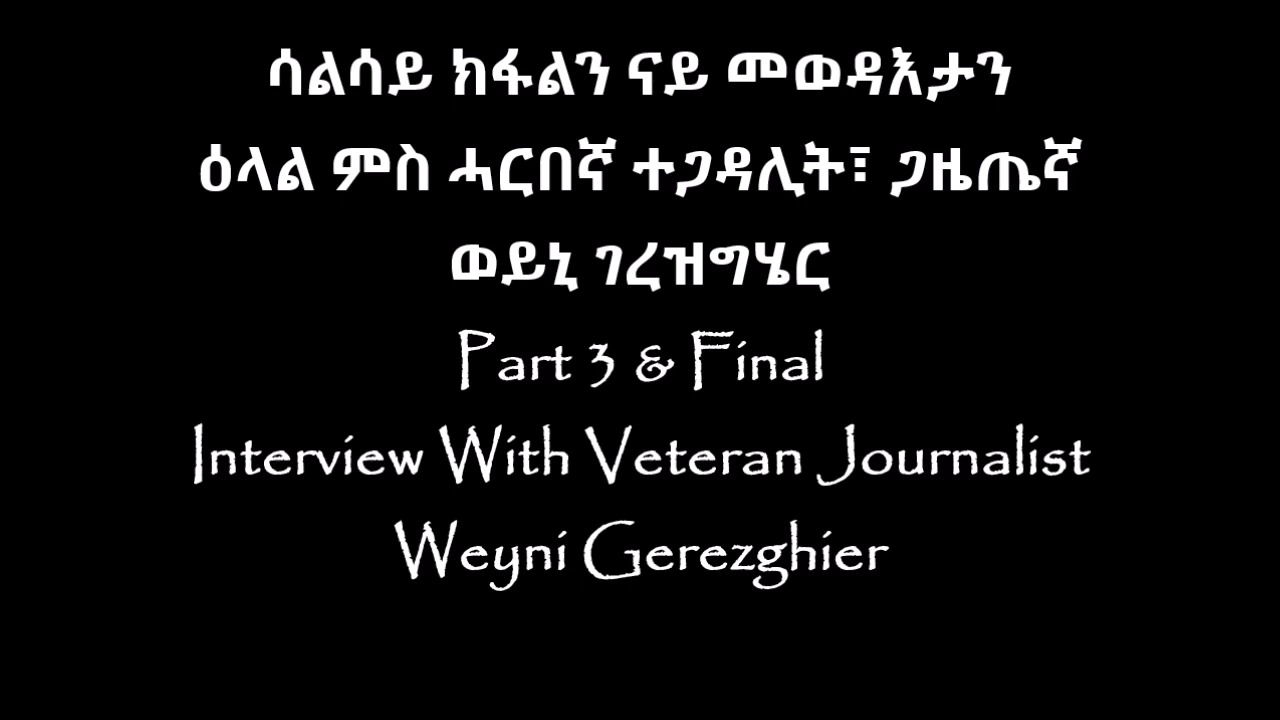 ሳልሳይ ክፋልን ናይ መወዳእታን
ዕላል ምስ ሓርበኛ ተጋዳሊት፣ ጋዜጤኛ
ወይኒ ገረዝግሄር
Part 3 & Final
Interview With Veteran Journalist
Weyni Gerezghier